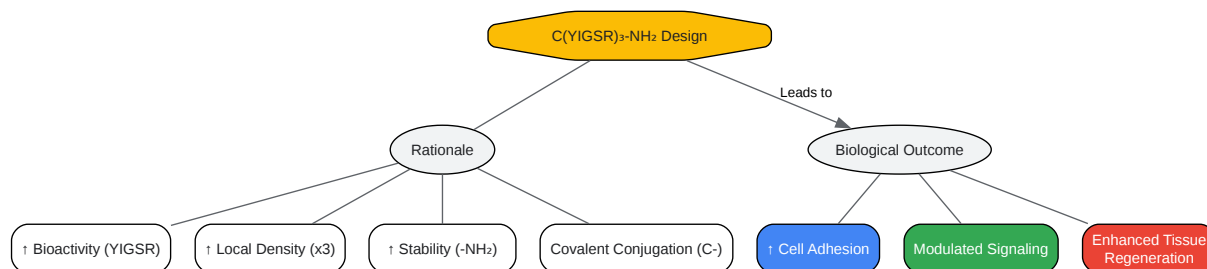 C(YIGSR)₃-NH₂ Design
Leads to
Rationale
Biological Outcome
↑ Bioactivity (YIGSR)
↑ Local Density (x3)
↑ Stability (-NH₂)
Covalent Conjugation (C-)
↑ Cell Adhesion
Modulated Signaling
Enhanced Tissue
Regeneration